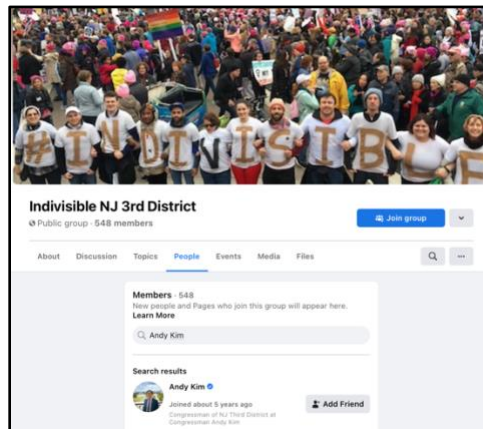 #INDIVISIBLE
Indivisible NJ 3rd District
Public group · 548 members
Join group
About Discussion Topics People Events Media Files
Members · 548
New people and Pages who join this group will appear here.
Learn More
Andy Kim
Search results
Andy Kim
Joined about 5 years ago
Add Friend
Congressman of NJ Third District at
Congressman Andy Kim